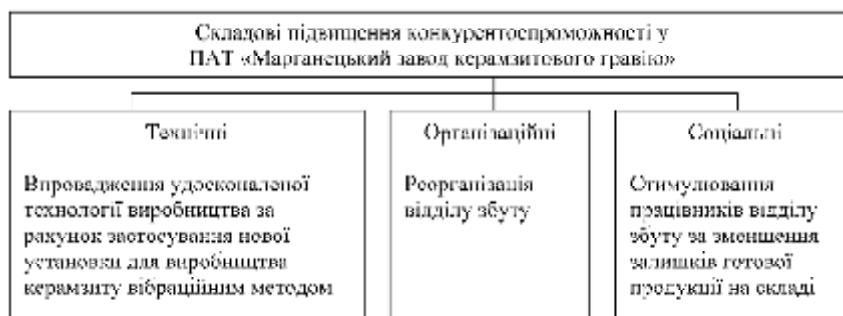 Складові підвищення конкурентоспроможності у
ПАТ «Марганецький завод керамзитового гравію»
Технічні
Впровадження удосконаленої
технології виробництва за
рахунок застосування нової
установки для виробництва
керамзиту вібраційним методом
Організаційні
Реорганізація
відділу збуту
Соціальні
Стимулювання
працівників відділу
збуту за зменшення
залишків готової
продукції на складі